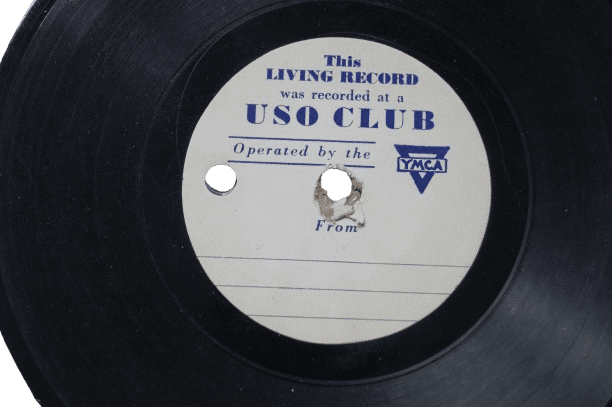 This
LIVING RECORD
was recorded at a
USO CLUB
Operated by the
YMCA
From